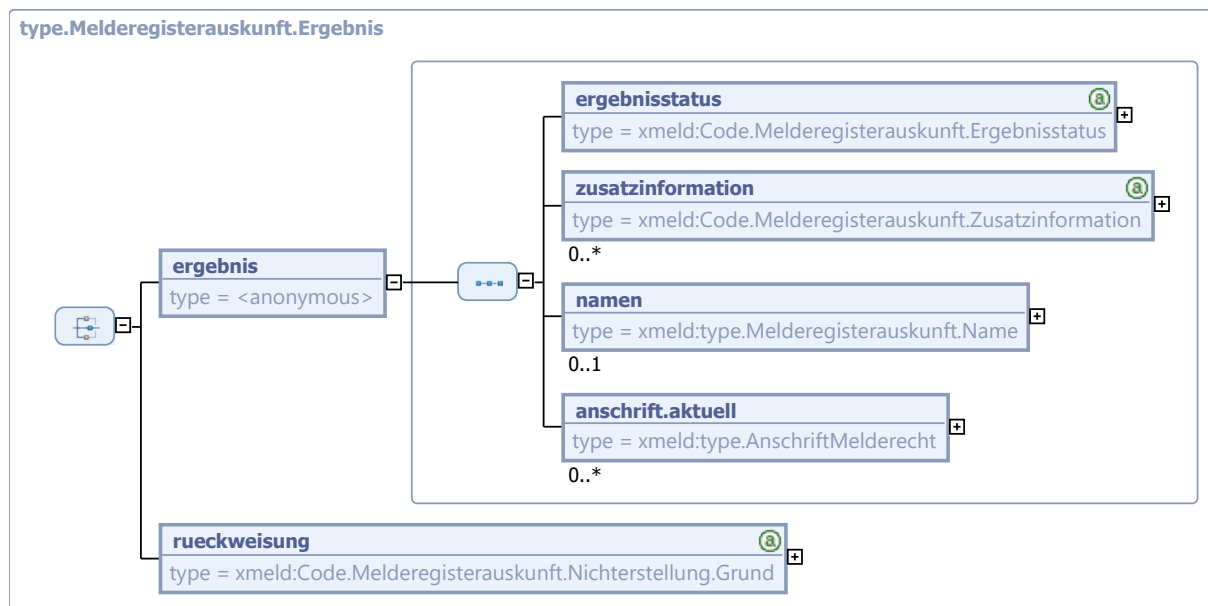 type.Melderegisterauskunft.Ergebnis
ergebnisstatus
type = xmeld:Code.Melderegisterauskunft.Ergebnisstatus
zusatzinformation
type = xmeld:Code.Melderegisterauskunft.Zusatzinformation
0..*
ergebnis
type = <anonymous>
namen
type = xmeld:type.Melderegisterauskunft.Name
0..1
anschrift.aktuell
type = xmeld:type.AnschriftMelderecht
0..*
rueckweisung
type = xmeld:Code.Melderegisterauskunft.Nichterstellung.Grund